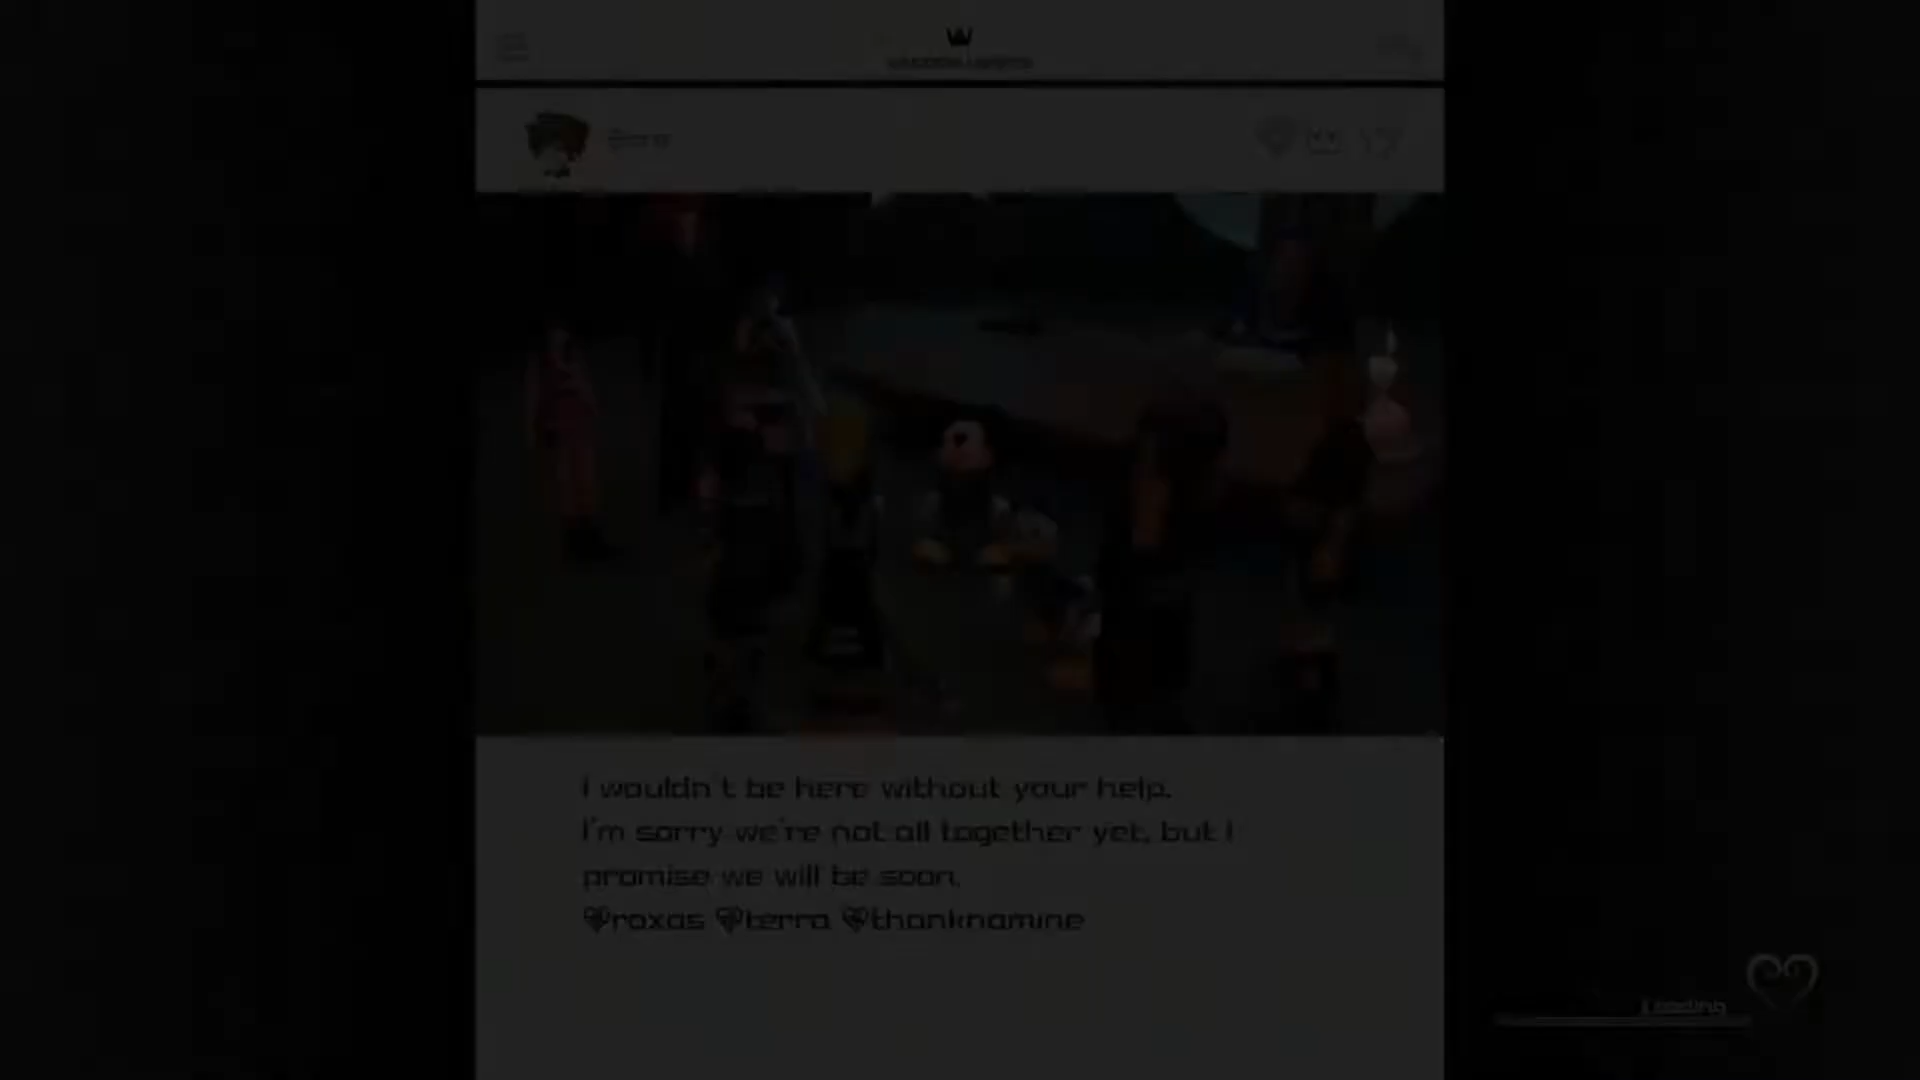 I wouldn't be here without your help.
I'm sorry we're not all together yet, but I
promise we will be soon.
roxas terra thanknamine
Loading